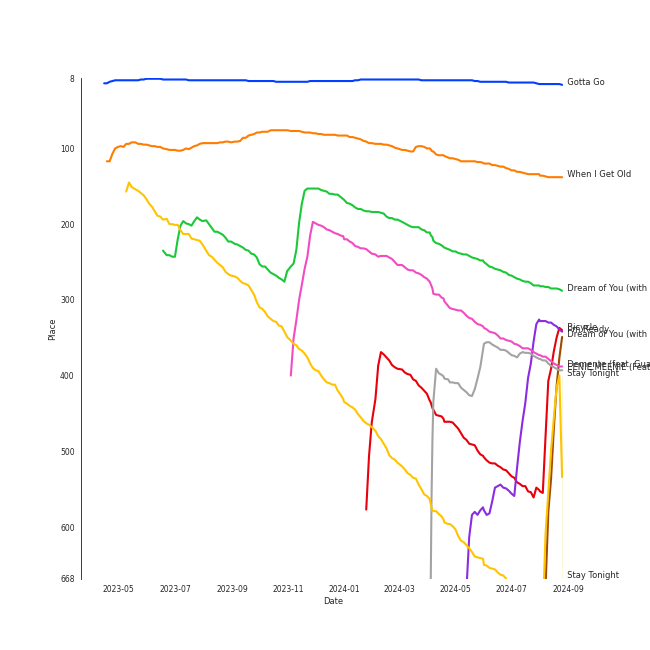 8
Gotta Go
100
When I Get Old
200
Dream of You (with
300
Bicycle
Dream of You (with
400
Stay Tonight
500
600
668
Stay Tonight
Place
2023-05
2023-07
2023-09
2023-11
2024-01
2024-03
2024-05
2024-07
2024-09
Date